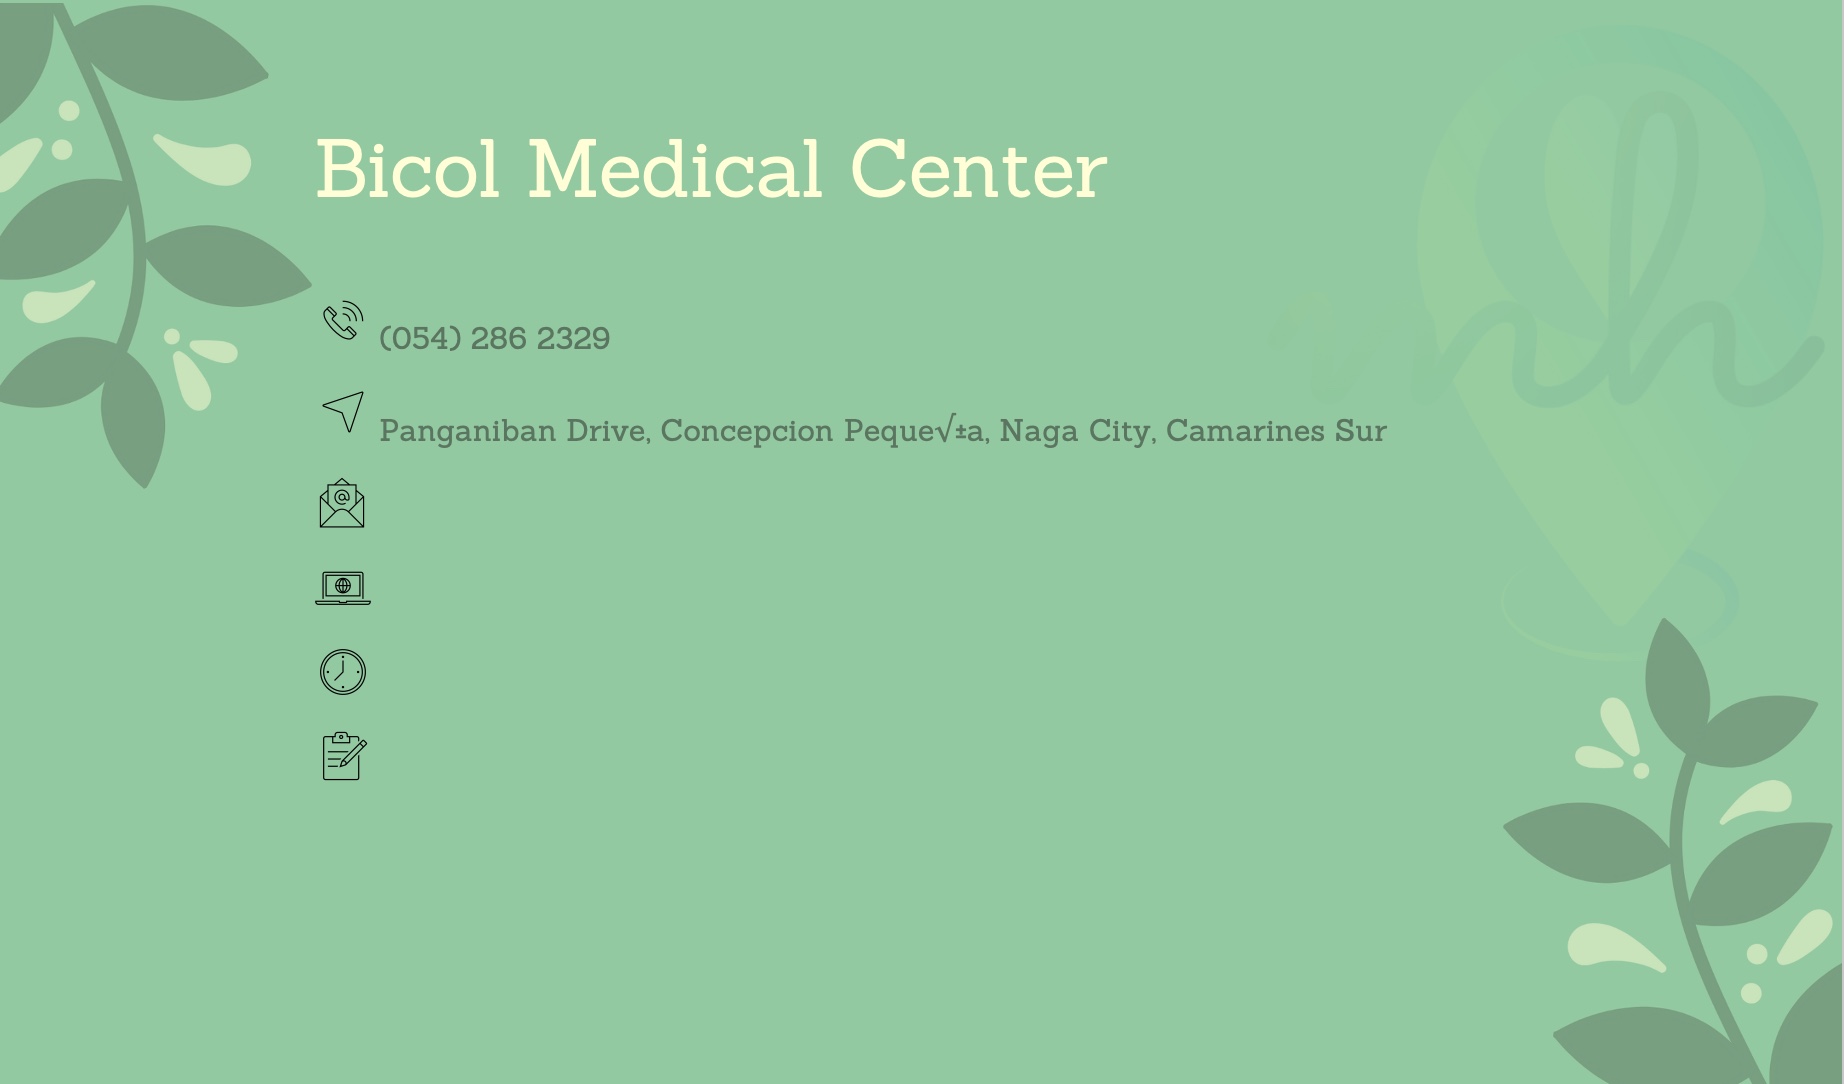 Bicol Medical Center
(054) 286 2329
Panganiban Drive, Concepcion Peque√±a, Naga City, Camarines Sur